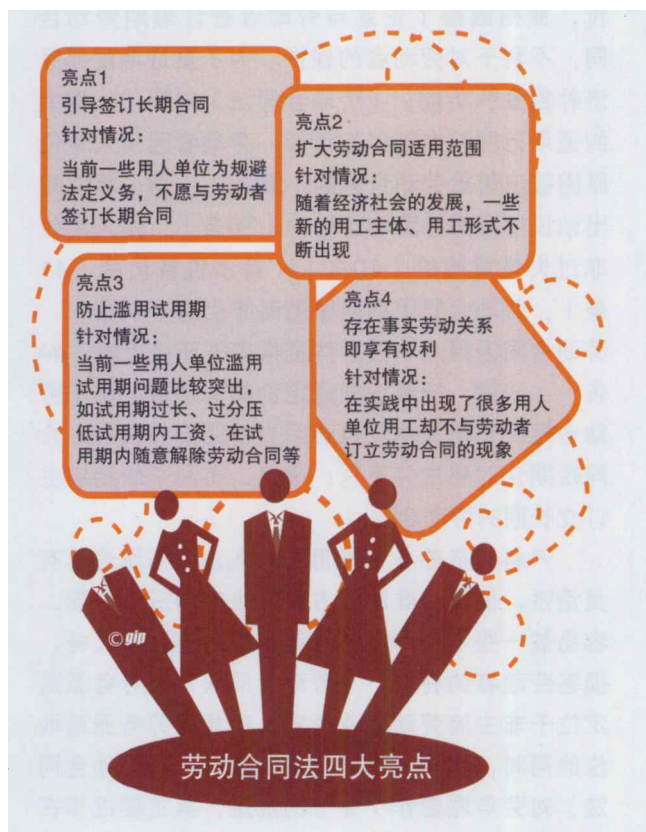 亮点1
引导签订长期合同
针对情况：
当前一些用人单位为规避
法定义务，不愿与劳动者
签订长期合同
亮点2
扩大劳动合同适用范围
针对情况：
随着经济社会的发展，一些
新的用工主体、用工形式不
断出现
亮点3
防止滥用试用期
针对情况：
当前一些用人单位滥用
试用期问题比较突出，
如试用期过长、过分压
低试用期内工资、在试
用期内随意解除劳动合同等
亮点4
存在事实劳动关系
即享有权利
针对情况：
在实践中出现了很多用人
单位用工却不与劳动者
订立劳动合同的现象
©gip
劳动合同法四大亮点